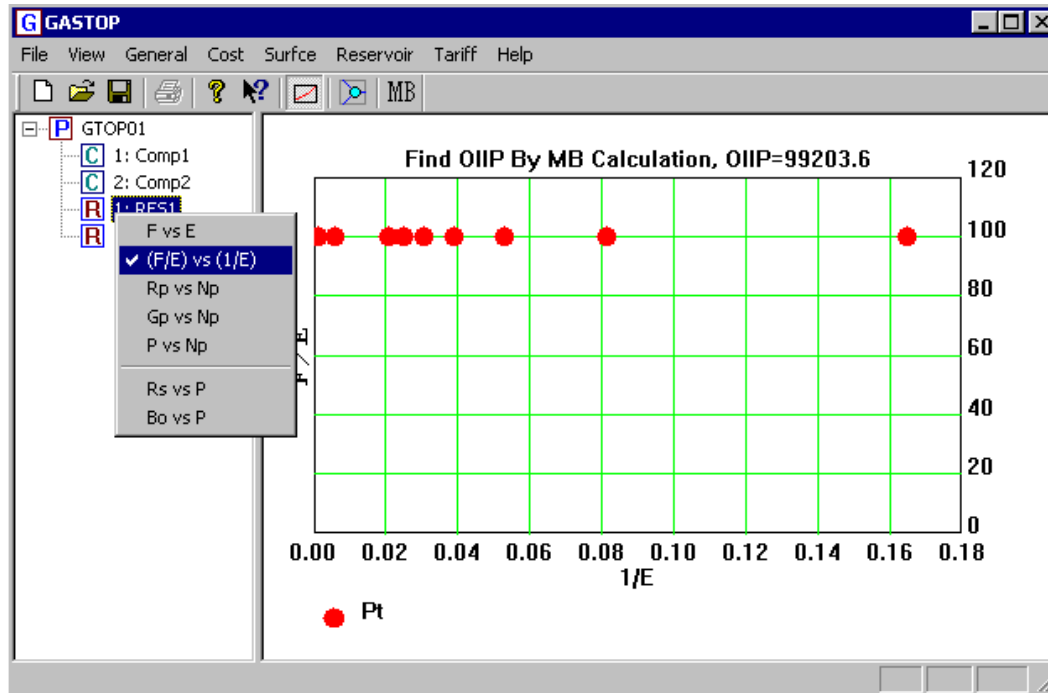 G GASTOP
File View General Cost Surfce Reservoir Tariff Help
MB
P GTOP01
C 1: Comp1
C 2: Comp2
R 1: RES1
R
F vs E
(F/E) vs (1/E)
Rp vs Np
Gp vs Np
P vs Np
Rs vs P
Bo vs P
Find OIIP By MB Calculation, OIIP=99203.6
120
100
80
60
40
20
0
F / E
0.00 0.02 0.04 0.06 0.08 0.10 0.12 0.14 0.16 0.18
1/E
Pt